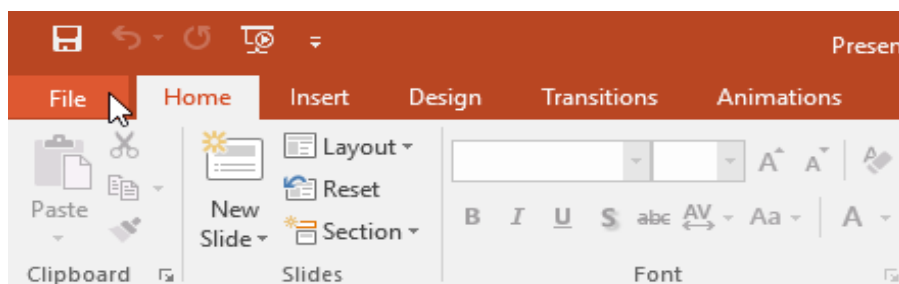 Presen
File Home Insert Design Transitions Animations
Layout
Reset
Paste New Slide Section
B I U S abc AV Aa A
Clipboard Slides Font